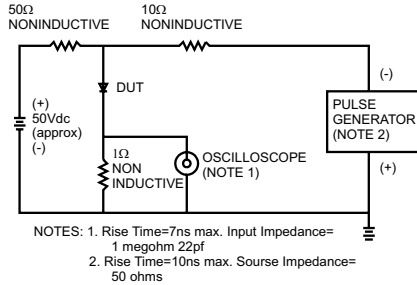 50Ω
NONINDUCTIVE
10Ω
NONINDUCTIVE
DUT
(+)
50Vdc
(approx)
(-)
1Ω
NON
INDUCTIVE
OSCILLOSCOPE
(NOTE 1)
(-)
PULSE
GENERATOR
(NOTE 2)
(+)
NOTES: 1. Rise Time=7ns max. Input Impedance=
1 megohm 22pf
2. Rise Time=10ns max. Sourse Impedance=
50 ohms